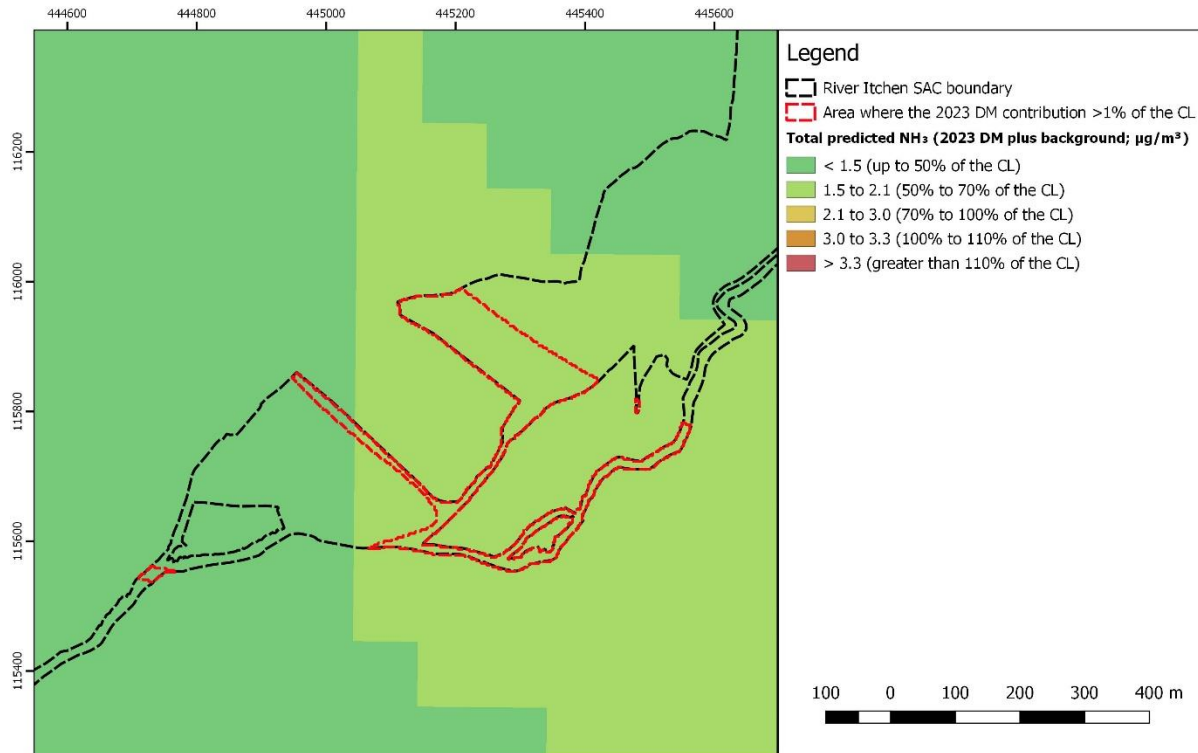 444600 444800 445000 445200 445400 445600
116200
116000
115800
115600
115400
Legend
River Itchen SAC boundary
Area where the 2023 DM contribution >1% of the CL
Total predicted NH₃ (2023 DM plus background; µg/m³)
< 1.5 (up to 50% of the CL)
1.5 to 2.1 (50% to 70% of the CL)
2.1 to 3.0 (70% to 100% of the CL)
3.0 to 3.3 (100% to 110% of the CL)
> 3.3 (greater than 110% of the CL)
100 0 100 200 300 400 m